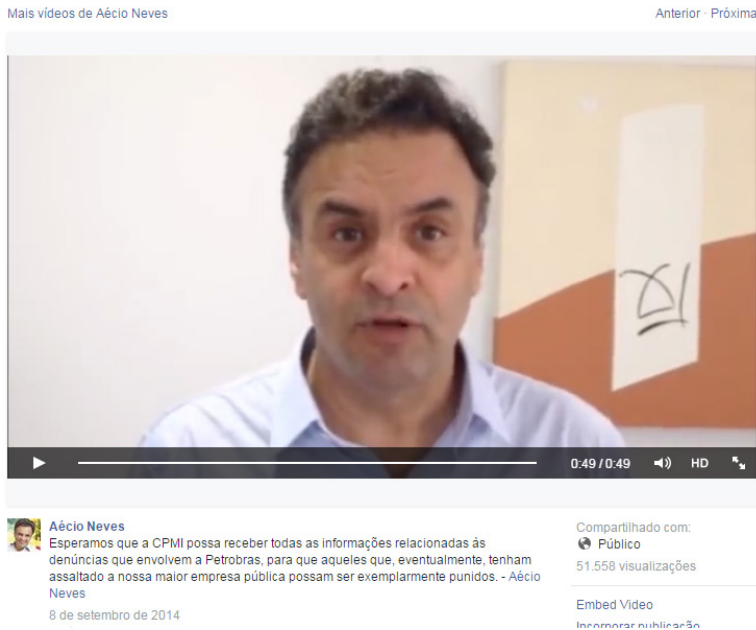 Mais vídeos de Aécio Neves
Anterior · Próxima
0:49 / 0:49
HD
Aécio Neves
Esperamos que a CPMI possa receber todas as informações relacionadas às
denúncias que envolvem a Petrobras, para que aqueles que, eventualmente, tenham
assaltado a nossa maior empresa pública possam ser exemplarmente punidos. - Aécio
Neves
8 de setembro de 2014
Compartilhado com:
Público
51.558 visualizações
Embed Video
Incorporar publicação